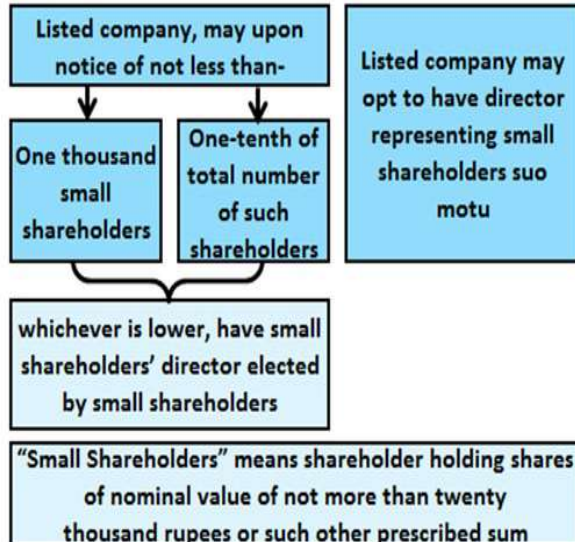 Listed company, may upon
notice of not less than-
One thousand
small
shareholders
One-tenth of
total number
of such
shareholders
whichever is lower, have small
shareholders’ director elected
by small shareholders
Listed company may
opt to have director
representing small
shareholders suo
motu
“Small Shareholders” means shareholder holding shares
of nominal value of not more than twenty
thousand rupees or such other prescribed sum